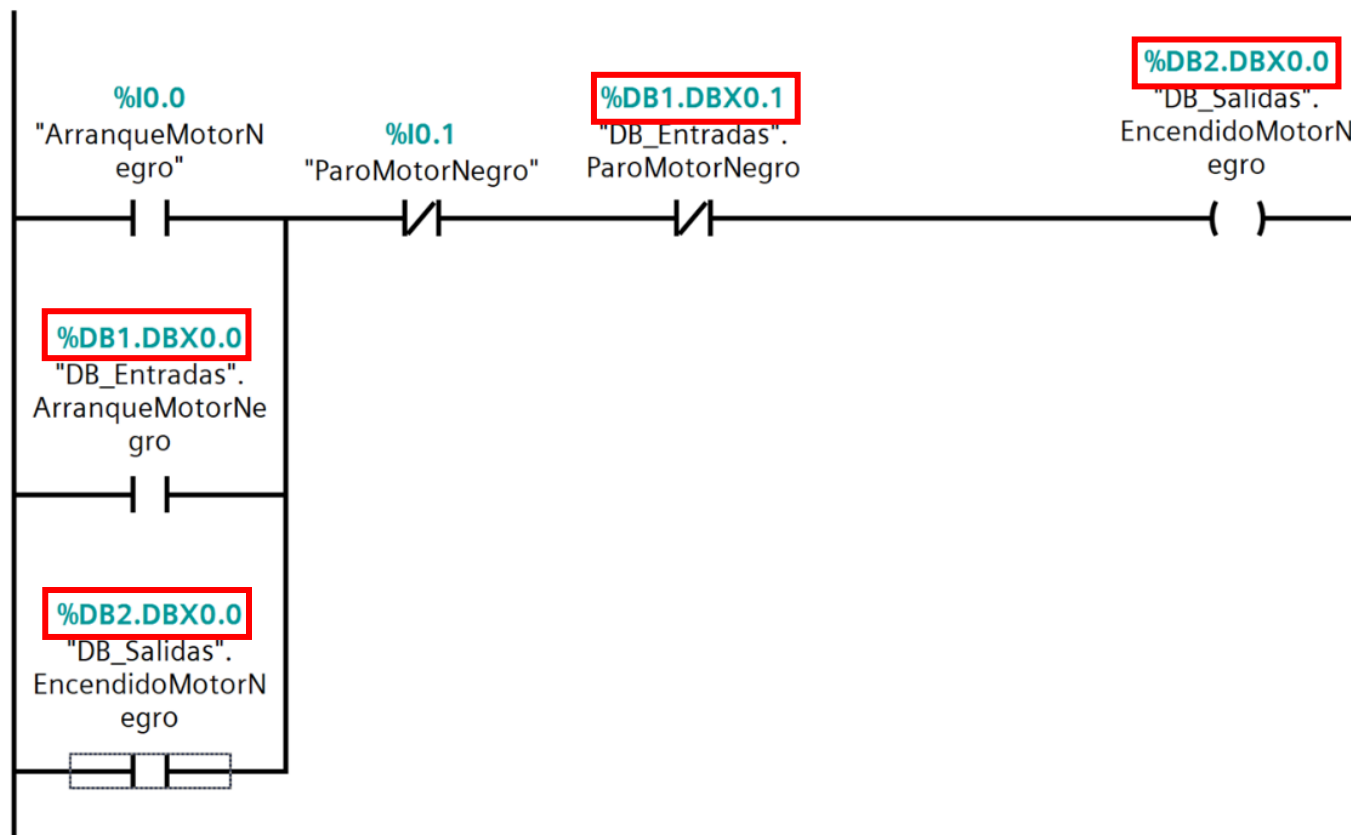 %I0.0
"ArranqueMotorN
egro"
%I0.1
"ParoMotorNegro"
%DB1.DBX0.1
"DB_Entradas".
ParoMotorNegro
%DB2.DBX0.0
"DB_Salidas".
EncendidoMotorN
egro
%DB1.DBX0.0
"DB_Entradas".
ArranqueMotorNe
gro
%DB2.DBX0.0
"DB_Salidas".
EncendidoMotorN
egro